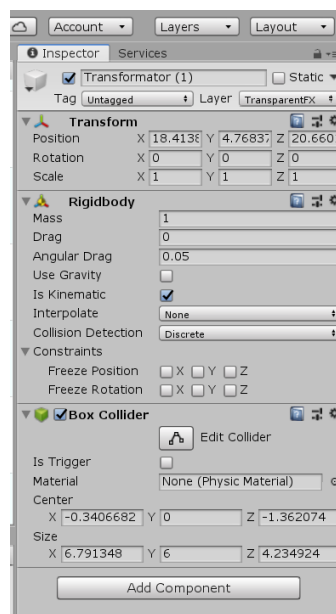 Account Layers Layout
Inspector Services
Transformator (1) Static
Tag Untagged Layer TransparentFX
Transform
Position X 18.4138 Y 4.76837 Z 20.660
Rotation X 0 Y 0 Z 0
Scale X 1 Y 1 Z 1
Rigidbody
Mass 1
Drag 0
Angular Drag 0.05
Use Gravity
Is Kinematic
Interpolate None
Collision Detection Discrete
Constraints
Freeze Position X Y Z
Freeze Rotation X Y Z
Box Collider
Edit Collider
Is Trigger
Material None (Physic Material)
Center
X -0.3406682 Y 0 Z -1.362074
Size
X 6.791348 Y 6 Z 4.234924
Add Component